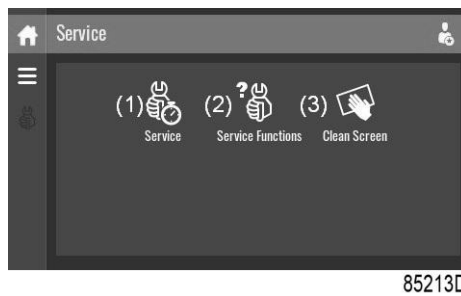 Service
(1) (2) ? (3)
Service Service Functions Clean Screen
85213D